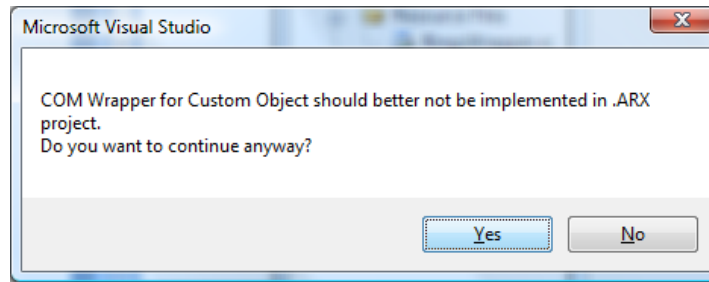 Microsoft Visual Studio
COM Wrapper for Custom Object should better not be implemented in .ARX
project.
Do you want to continue anyway?
Yes
No